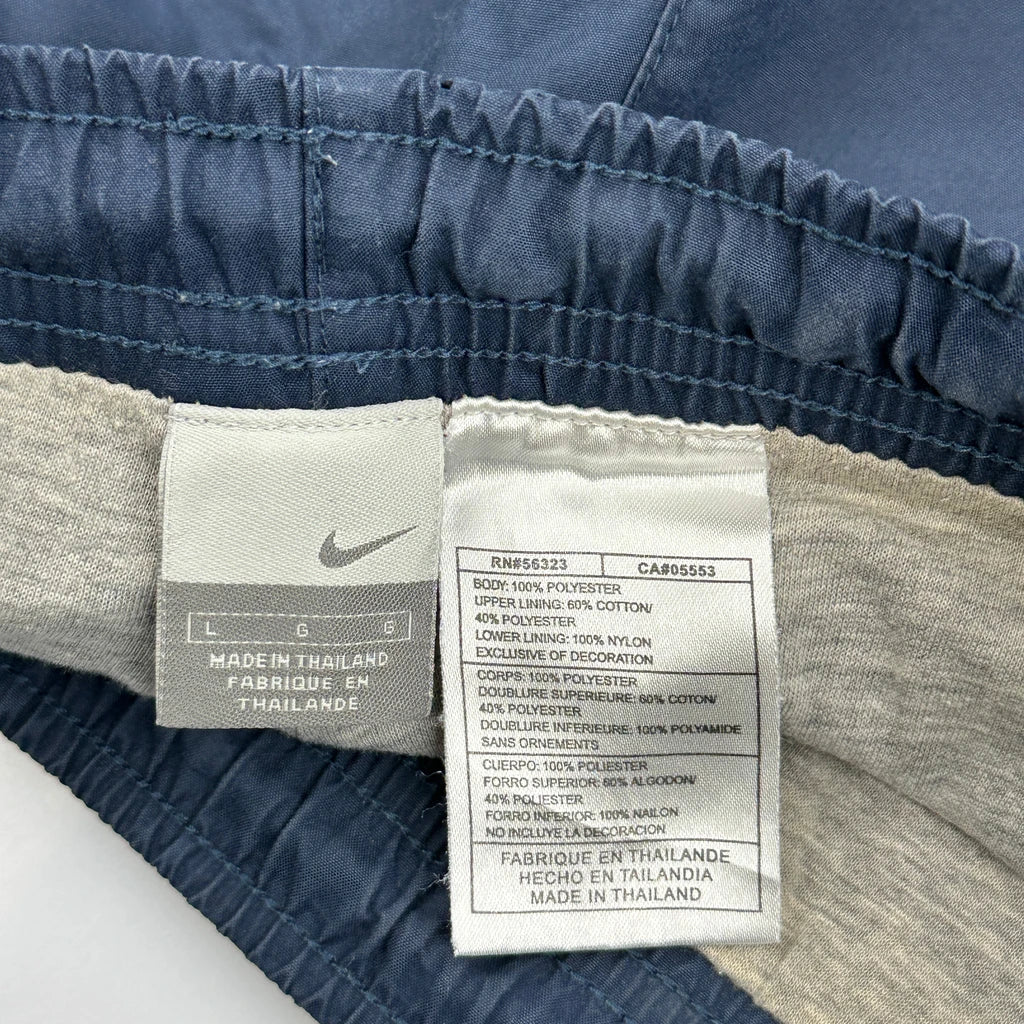 L G G
MADE IN THAILAND
FABRIQUE EN
THAILANDE
RN#56323 CA#05553
BODY: 100% POLYESTER
UPPER LINING: 60% COTTON/
40% POLYESTER
LOWER LINING: 100% NYLON
EXCLUSIVE OF DECORATION
CORPS: 100% POLYESTER
DOUBLURE SUPERIEURE: 60% COTON/
40% POLYESTER
DOUBLURE INFERIEURE: 100% POLYAMIDE
SANS ORNEMENTS
CUERPO: 100% POLIESTER
FORRO SUPERIOR: 60% ALGODON/
40% POLIESTER
FORRO INFERIOR: 100% NAILON
NO INCLUYE LA DECORACION
FABRIQUE EN THAILANDE
HECHO EN TAILANDIA
MADE IN THAILAND